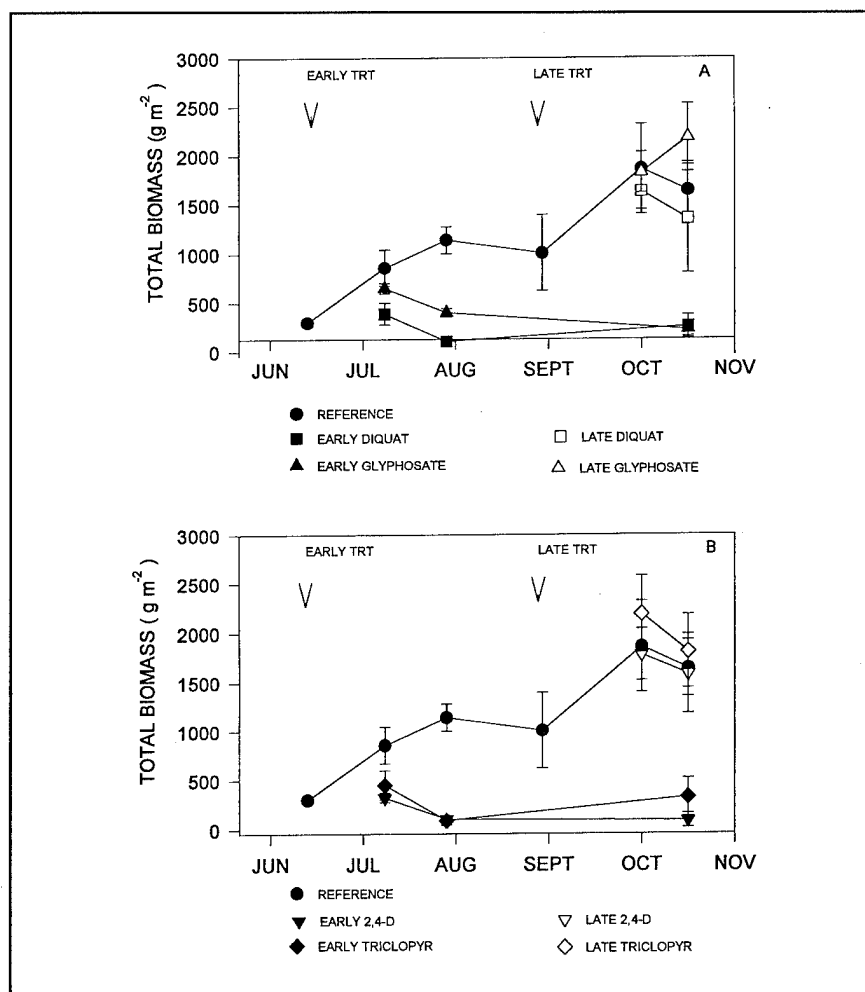 EARLY TRT
LATE TRT
A
3000
2500
2000
1500
1000
500
0
TOTAL BIOMASS (g m-2)
JUN JUL AUG SEPT OCT NOV
REFERENCE
EARLY DIQUAT
LATE DIQUAT
EARLY GLYPHOSATE
LATE GLYPHOSATE
EARLY TRT
LATE TRT
B
3000
2500
2000
1500
1000
500
0
TOTAL BIOMASS (g m-2)
JUN JUL AUG SEPT OCT NOV
REFERENCE
EARLY 2,4-D
LATE 2,4-D
EARLY TRICLOPYR
LATE TRICLOPYR